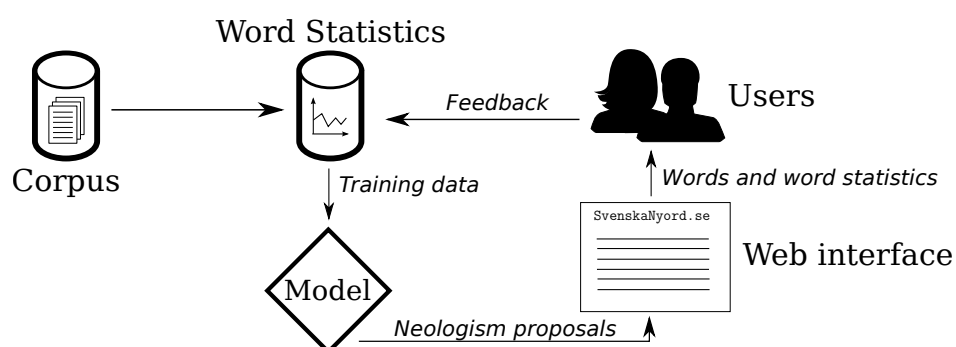 Word Statistics
Feedback
Users
Corpus
Training data
Words and word statistics
SvenskaNyord.se
Web interface
Model
Neologism proposals